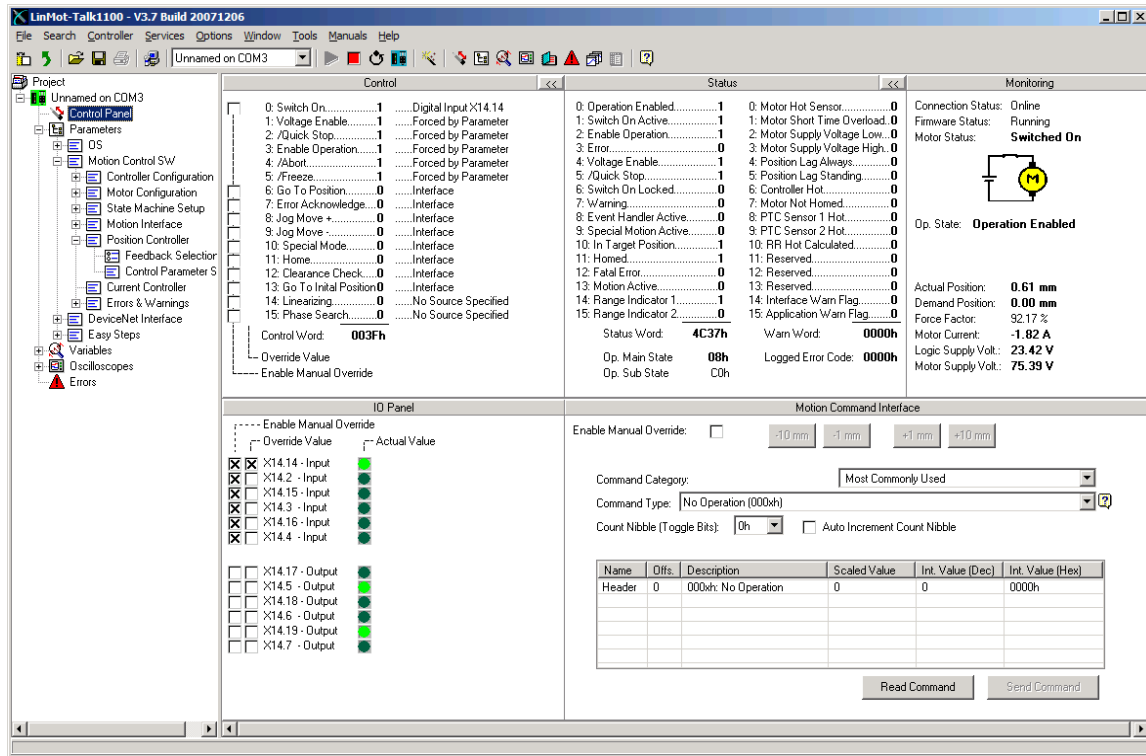 LinMot-Talk1100 - V3.7 Build 20071206
File Search Controller Services Options Window Tools Manuals Help
Unnamed on COM3
Project
Unnamed on COM3
Control Panel
Parameters
OS
Motion Control SW
Controller Configuration
Motor Configuration
State Machine Setup
Motion Interface
Position Controller
Feedback Selection
Control Parameter S
Current Controller
Errors & Warnings
DeviceNet Interface
Easy Steps
Variables
Oscilloscopes
Errors
Control <<
0: Switch On.................1 ......Digital Input X14.14
1: Voltage Enable..........1 ......Forced by Parameter
2: /Quick Stop...............1 ......Forced by Parameter
3: Enable Operation.......1 ......Forced by Parameter
4: /Abort.......................1 ......Forced by Parameter
5: /Freeze....................1 ......Forced by Parameter
6: Go To Position..........0 ......Interface
7: Error Acknowledge....0 ......Interface
8: Jog Move +..............0 ......Interface
9: Jog Move -...............0 ......Interface
10: Special Mode..........0 ......Interface
11: Home.....................0 ......Interface
12: Clearance Check.....0 ......Interface
13: Go To Inital Position 0 ......Interface
14: Linearizing..............0 ......No Source Specified
15: Phase Search..........0 ......No Source Specified
Control Word: 003Fh
Override Value
Enable Manual Override
Status <<
0: Operation Enabled.........1
1: Switch On Active............1
2: Enable Operation............1
3: Error.............................0
4: Voltage Enable..............1
5: /Quick Stop...................1
6: Switch On Locked..........0
7: Warning........................0
8: Event Handler Active......0
9: Special Motion Active.....0
10: In Target Position.........1
11: Homed........................1
12: Fatal Error...................0
13: Motion Active...............0
14: Range Indicator 1.........1
15: Range Indicator 2.........0
Status Word: 4C37h
Op. Main State 08h
Op. Sub State C0h
0: Motor Hot Sensor............0
1: Motor Short Time Overload..0
2: Motor Supply Voltage Low...0
3: Motor Supply Voltage High..0
4: Position Lag Always.........0
5: Position Lag Standing.......0
6: Controller Hot..................0
7: Motor Not Homed............0
8: PTC Sensor 1 Hot............0
9: PTC Sensor 2 Hot............0
10: RR Hot Calculated.........0
11: Reserved......................0
12: Reserved......................0
13: Reserved......................0
14: Interface Warn Flag........0
15: Application Warn Flag.....0
Warn Word: 0000h
Logged Error Code: 0000h
Monitoring
Connection Status: Online
Firmware Status: Running
Motor Status: Switched On
M
Op. State: Operation Enabled
Actual Position: 0.61 mm
Demand Position: 0.00 mm
Force Factor: 92.17 %
Motor Current: -1.82 A
Logic Supply Volt.: 23.42 V
Motor Supply Volt.: 75.39 V
IO Panel
Enable Manual Override
Override Value Actual Value
X14.14 - Input
X14.2 - Input
X14.15 - Input
X14.3 - Input
X14.16 - Input
X14.4 - Input
X14.17 - Output
X14.5 - Output
X14.18 - Output
X14.6 - Output
X14.19 - Output
X14.7 - Output
Motion Command Interface
Enable Manual Override: -10 mm -1 mm +1 mm +10 mm
Command Category: Most Commonly Used
Command Type: No Operation (000xh)
Count Nibble (Toggle Bits): 0h Auto Increment Count Nibble
Name Offs. Description Scaled Value Int. Value (Dec) Int. Value (Hex)
Header 0 000xh: No Operation 0 0 0000h
Read Command Send Command